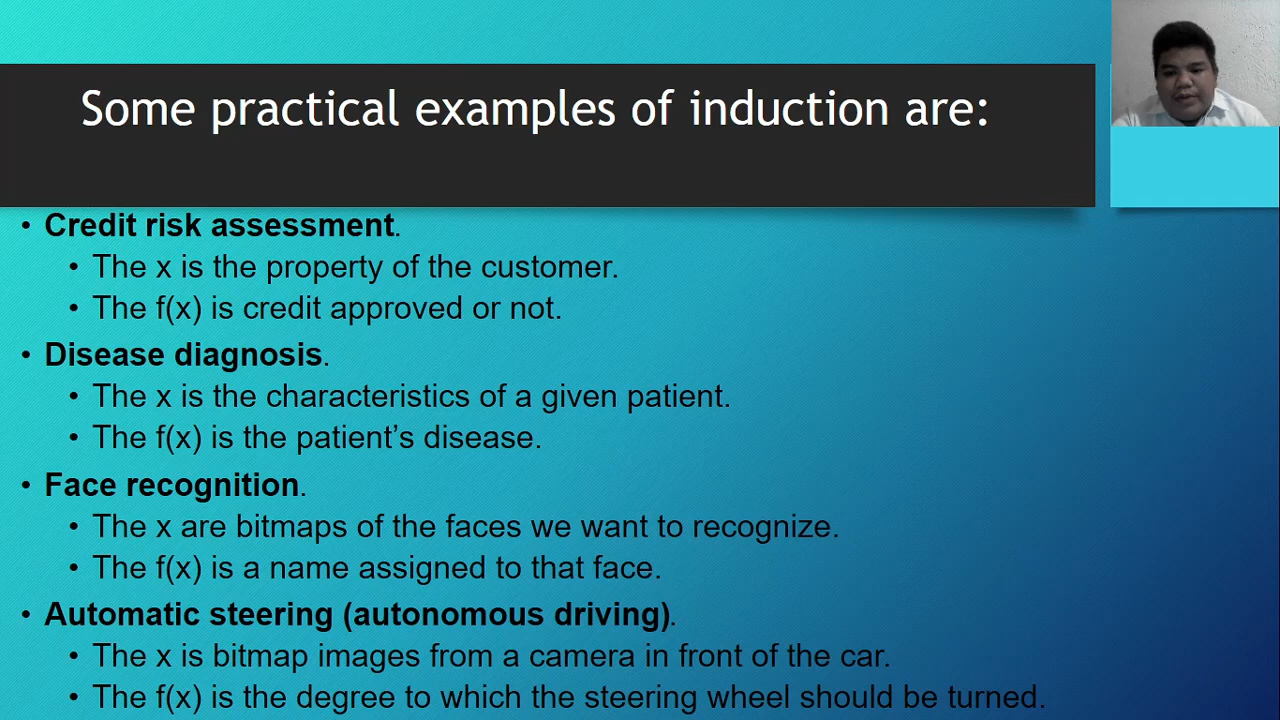 Some practical examples of induction are:
• Credit risk assessment.
• The x is the property of the customer.
• The f(x) is credit approved or not.
• Disease diagnosis.
• The x is the characteristics of a given patient.
• The f(x) is the patient’s disease.
• Face recognition.
• The x are bitmaps of the faces we want to recognize.
• The f(x) is a name assigned to that face.
• Automatic steering (autonomous driving).
• The x is bitmap images from a camera in front of the car.
• The f(x) is the degree to which the steering wheel should be turned.